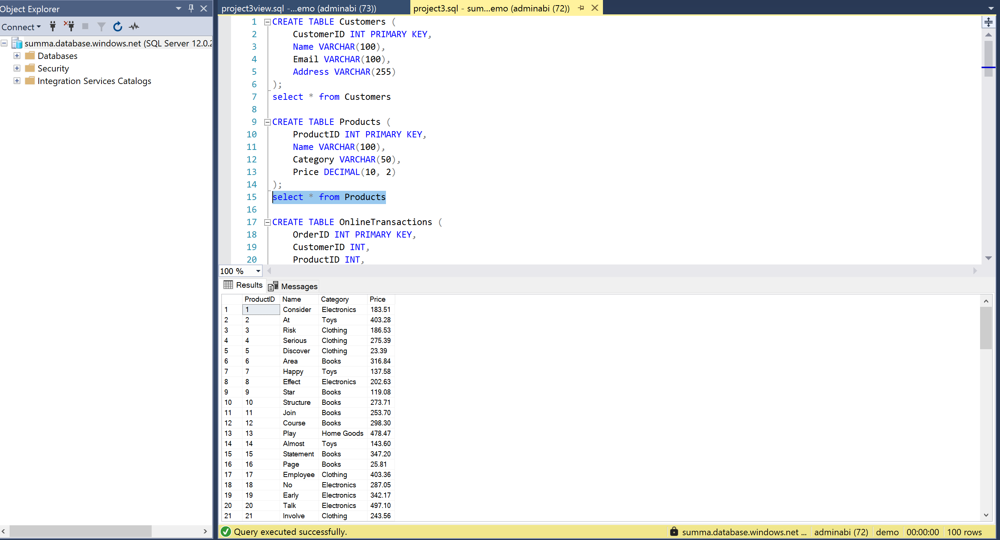 Object Explorer
Connect
summa.database.windows.net (SQL Server 12.0.2
Databases
Security
Integration Services Catalogs
project3view.sql -...emo (adminabi (73))
project3.sql - sum...emo (adminabi (72))
1 CREATE TABLE Customers (
2 CustomerID INT PRIMARY KEY,
3 Name VARCHAR(100),
4 Email VARCHAR(100),
5 Address VARCHAR(255)
6 );
7 select * from Customers
8
9 CREATE TABLE Products (
10 ProductID INT PRIMARY KEY,
11 Name VARCHAR(100),
12 Category VARCHAR(50),
13 Price DECIMAL(10, 2)
14 );
15 select * from Products
16
17 CREATE TABLE OnlineTransactions (
18 OrderID INT PRIMARY KEY,
19 CustomerID INT,
20 ProductID INT,
100 %
Results Messages
ProductID Name Category Price
1 1 Consider Electronics 183.51
2 2 At Toys 403.28
3 3 Risk Clothing 186.53
4 4 Serious Clothing 275.39
5 5 Discover Clothing 23.39
6 6 Area Books 316.84
7 7 Happy Toys 137.58
8 8 Effect Electronics 202.63
9 9 Star Books 119.08
10 10 Structure Books 273.71
11 11 Join Books 253.70
12 12 Course Books 298.30
13 13 Play Home Goods 478.47
14 14 Almost Toys 143.60
15 15 Statement Books 347.20
16 16 Page Books 25.81
17 17 Employee Clothing 403.36
18 18 No Electronics 287.05
19 19 Early Electronics 342.17
20 20 Talk Electronics 497.10
21 21 Involve Clothing 243.56
Query executed successfully.
summa.database.windows.net ... adminabi (72) demo 00:00:00 100 rows